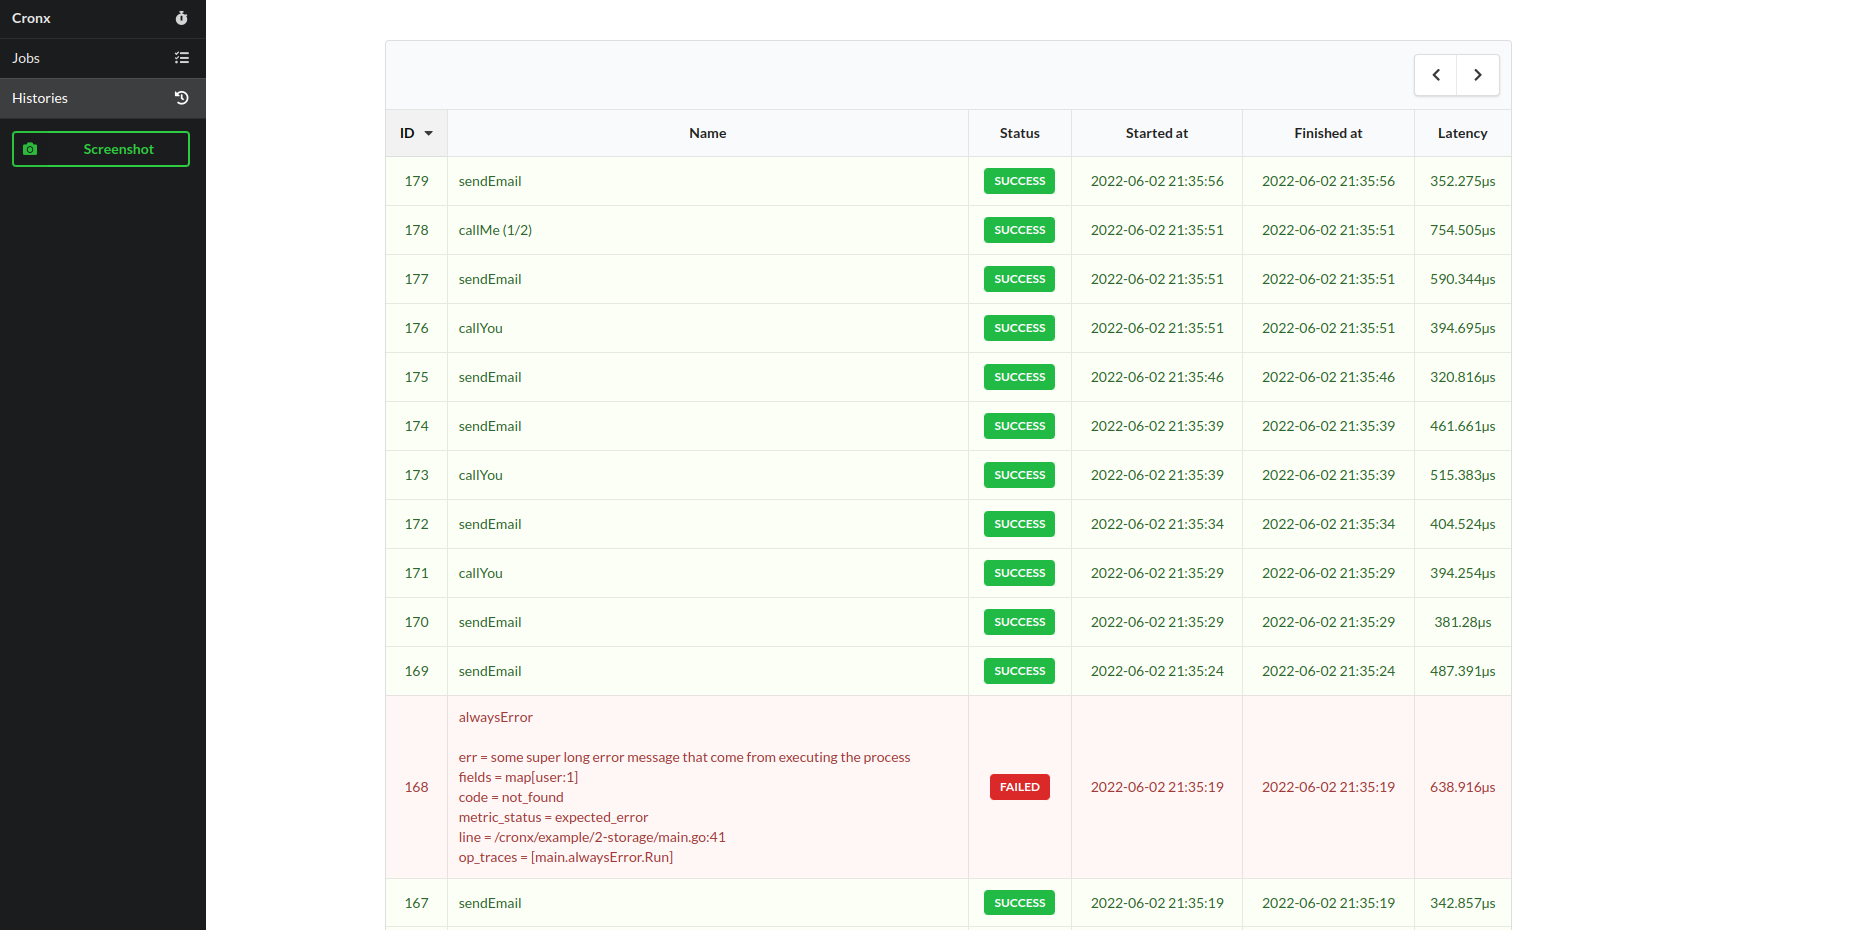 Cronx
Jobs
Histories
Screenshot
ID Name Status Started at Finished at Latency
179 sendEmail SUCCESS 2022-06-02 21:35:56 2022-06-02 21:35:56 352.275µs
178 callMe (1/2) SUCCESS 2022-06-02 21:35:51 2022-06-02 21:35:51 754.505µs
177 sendEmail SUCCESS 2022-06-02 21:35:51 2022-06-02 21:35:51 590.344µs
176 callYou SUCCESS 2022-06-02 21:35:51 2022-06-02 21:35:51 394.695µs
175 sendEmail SUCCESS 2022-06-02 21:35:46 2022-06-02 21:35:46 320.816µs
174 sendEmail SUCCESS 2022-06-02 21:35:39 2022-06-02 21:35:39 461.661µs
173 callYou SUCCESS 2022-06-02 21:35:39 2022-06-02 21:35:39 515.383µs
172 sendEmail SUCCESS 2022-06-02 21:35:34 2022-06-02 21:35:34 404.524µs
171 callYou SUCCESS 2022-06-02 21:35:29 2022-06-02 21:35:29 394.254µs
170 sendEmail SUCCESS 2022-06-02 21:35:29 2022-06-02 21:35:29 381.28µs
169 sendEmail SUCCESS 2022-06-02 21:35:24 2022-06-02 21:35:24 487.391µs
alwaysError
err = some super long error message that come from executing the process
fields = map[user:1]
168 FAILED 2022-06-02 21:35:19 2022-06-02 21:35:19 638.916µs
code = not_found
metric_status = expected_error
line = /cronx/example/2-storage/main.go:41
op_traces = [main.alwaysError.Run]
167 sendEmail SUCCESS 2022-06-02 21:35:19 2022-06-02 21:35:19 342.857µs